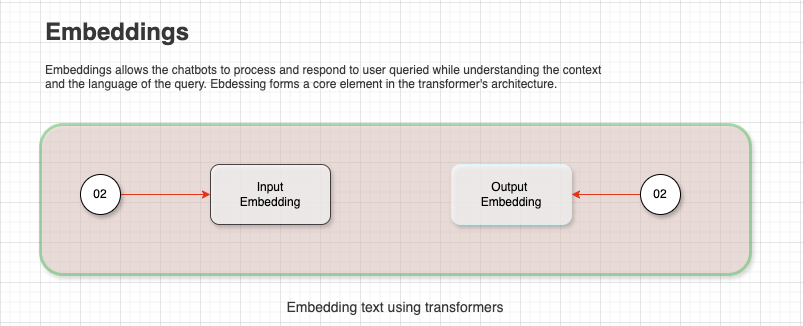 Embeddings
Embeddings allows the chatbots to process and respond to user queried while understanding the context
and the language of the query. Ebdessing forms a core element in the transformer's architecture.
02
Input
Embedding
Output
Embedding
02
Embedding text using transformers